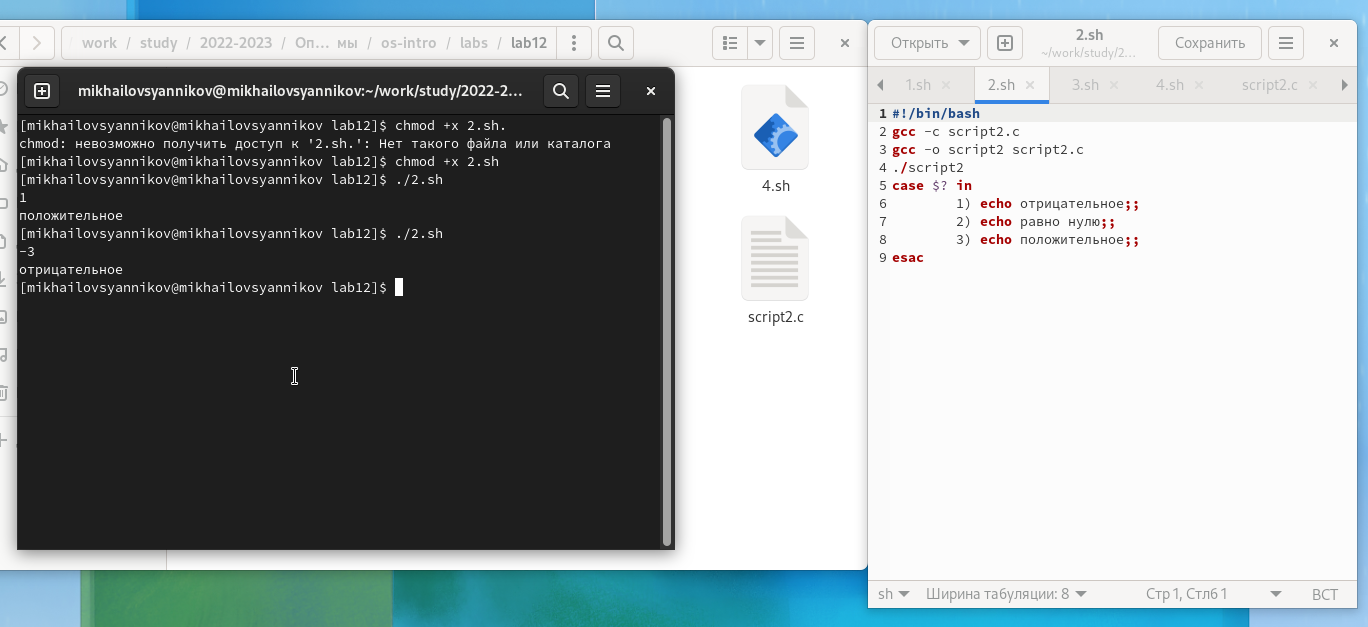 work / study / 2022-2023 / Оп… мы / os-intro / labs / lab12
mikhailovsyannikov@mikhailovsyannikov:~/work/study/2022-2…
[mikhailovsyannikov@mikhailovsyannikov lab12]$ chmod +x 2.sh.
chmod: невозможно получить доступ к '2.sh.': Нет такого файла или каталога
[mikhailovsyannikov@mikhailovsyannikov lab12]$ chmod +x 2.sh
[mikhailovsyannikov@mikhailovsyannikov lab12]$ ./2.sh
1
положительное
[mikhailovsyannikov@mikhailovsyannikov lab12]$ ./2.sh
-3
отрицательное
[mikhailovsyannikov@mikhailovsyannikov lab12]$
4.sh
script2.c
Открыть
2.sh
~/work/study/2…
Сохранить
1.sh
2.sh
3.sh
4.sh
script2.c
1 #!/bin/bash
2 gcc -c script2.c
3 gcc -o script2 script2.c
4 ./script2
5 case $? in
6 1) echo отрицательное;;
7 2) echo равно нулю;;
8 3) echo положительное;;
9 esac
sh
Ширина табуляции: 8
Стр 1, Стлб 1
ВСТ